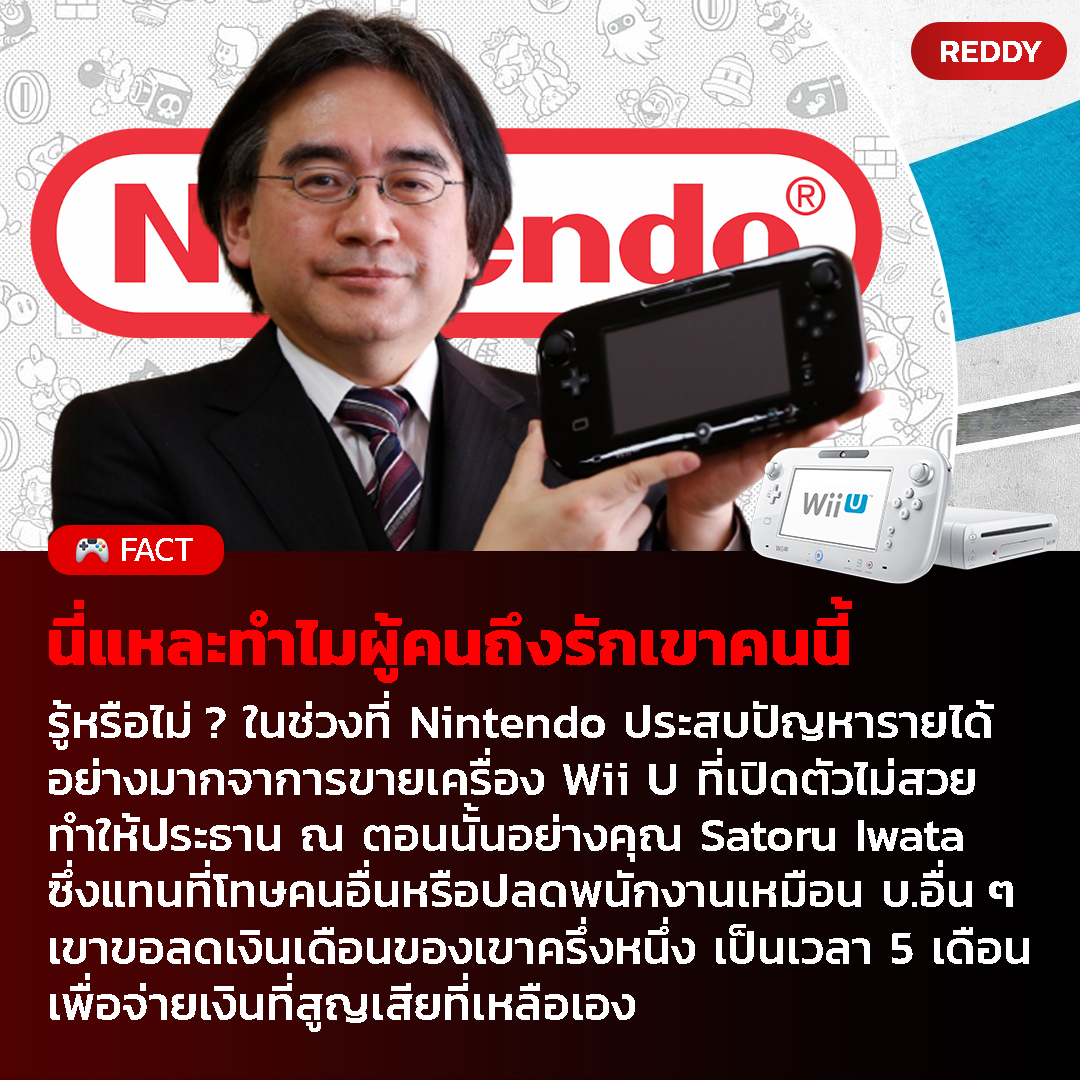 REDDY
Nintendo®
Wii U
🎮 FACT
นี่แหละทำไมผู้คนถึงรักเขาคนนี้
รู้หรือไม่ ? ในช่วงที่ Nintendo ประสบปัญหารายได้
อย่างมากจาการขายเครื่อง Wii U ที่เปิดตัวไม่สวย
ทำให้ประธาน ณ ตอนนั้นอย่างคุณ Satoru Iwata
ซึ่งแทนที่โทษคนอื่นหรือปลดพนักงานเหมือน บ.อื่น ๆ
เขาขอลดเงินเดือนของเขาครึ่งหนึ่ง เป็นเวลา 5 เดือน
เพื่อจ่ายเงินที่สูญเสียที่เหลือเอง